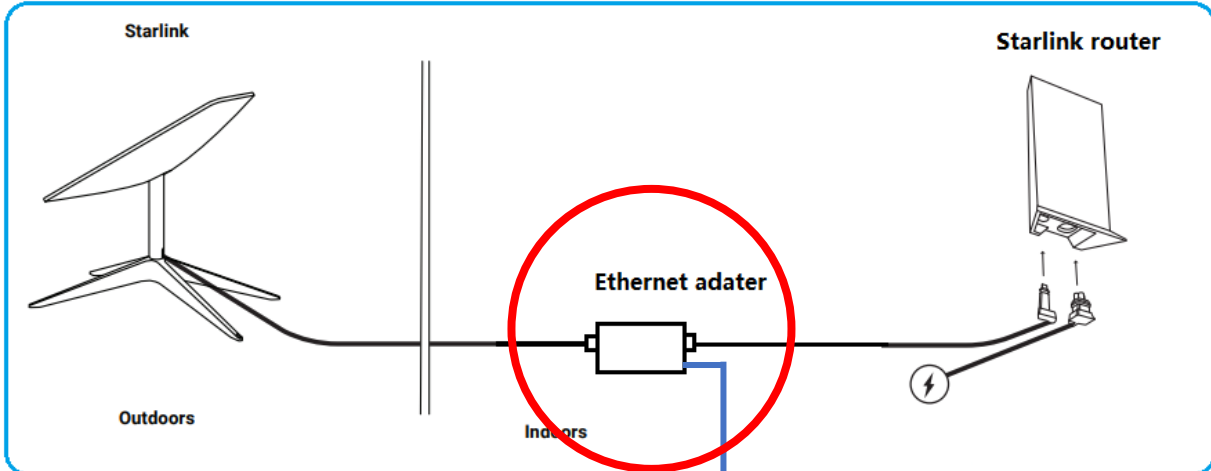 Starlink
Starlink router
Ethernet adater
Outdoors
Indoors